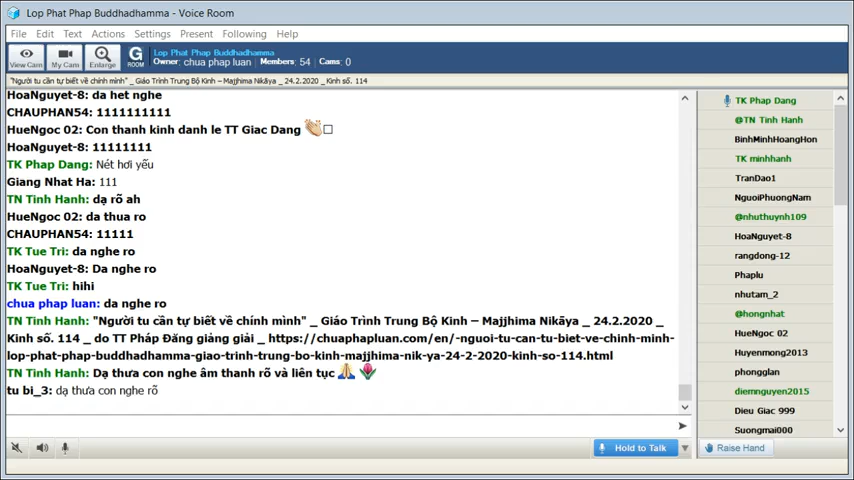 Lop Phat Phap Buddhadhamma - Voice Room
File Edit Text Actions Settings Present Following Help
View Cam My Cam Enlarge G ROOM
Lop Phat Phap Buddhadhamma
Owner: chua phap luan; Members: 54 Cams: 0
"Người tu cần tự biết về chính mình" _ Giáo Trình Trung Bộ Kinh – Majjhima Nikāya _ 24.2.2020 _ Kinh số. 114
HoaNguyet-8: da het nghe
CHAUPHAN54: 1111111111
HueNgoc 02: Con thanh kinh danh le TT Giac Dang 👏□
HoaNguyet-8: 11111111
TK Phap Dang: Nét hơi yếu
Giang Nhat Ha: 111
TN Tinh Hanh: dạ rõ ah
HueNgoc 02: da thua ro
CHAUPHAN54: 11111
TK Tue Tri: da nghe ro
HoaNguyet-8: Da nghe ro
TK Tue Tri: hihi
chua phap luan: da nghe ro
TN Tinh Hanh: "Người tu cần tự biết về chính mình" _ Giáo Trình Trung Bộ Kinh – Majjhima Nikāya _ 24.2.2020 _
Kinh số. 114 _ do TT Pháp Đăng giảng giải _ https://chuaphapluan.com/en/-nguoi-tu-can-tu-biet-ve-chinh-minh-
lop-phat-phap-buddhadhamma-giao-trinh-trung-bo-kinh-majjhima-nik-ya-24-2-2020-kinh-so-114.html
TN Tinh Hanh: Dạ thưa con nghe âm thanh rõ và liên tục 🙏 🌷
tu bi_3: dạ thưa con nghe rõ
TK Phap Dang
@TN Tinh Hanh
BinhMinhHoangHon
TK minhhanh
TranDao1
NguoiPhuongNam
@nhuthuynh109
HoaNguyet-8
rangdong-12
Phaplu
nhutam_2
@hongnhat
HueNgoc 02
Huyenmong2013
phongglan
diemnguyen2015
Dieu Giac 999
Suongmai000
Hold to Talk
Raise Hand